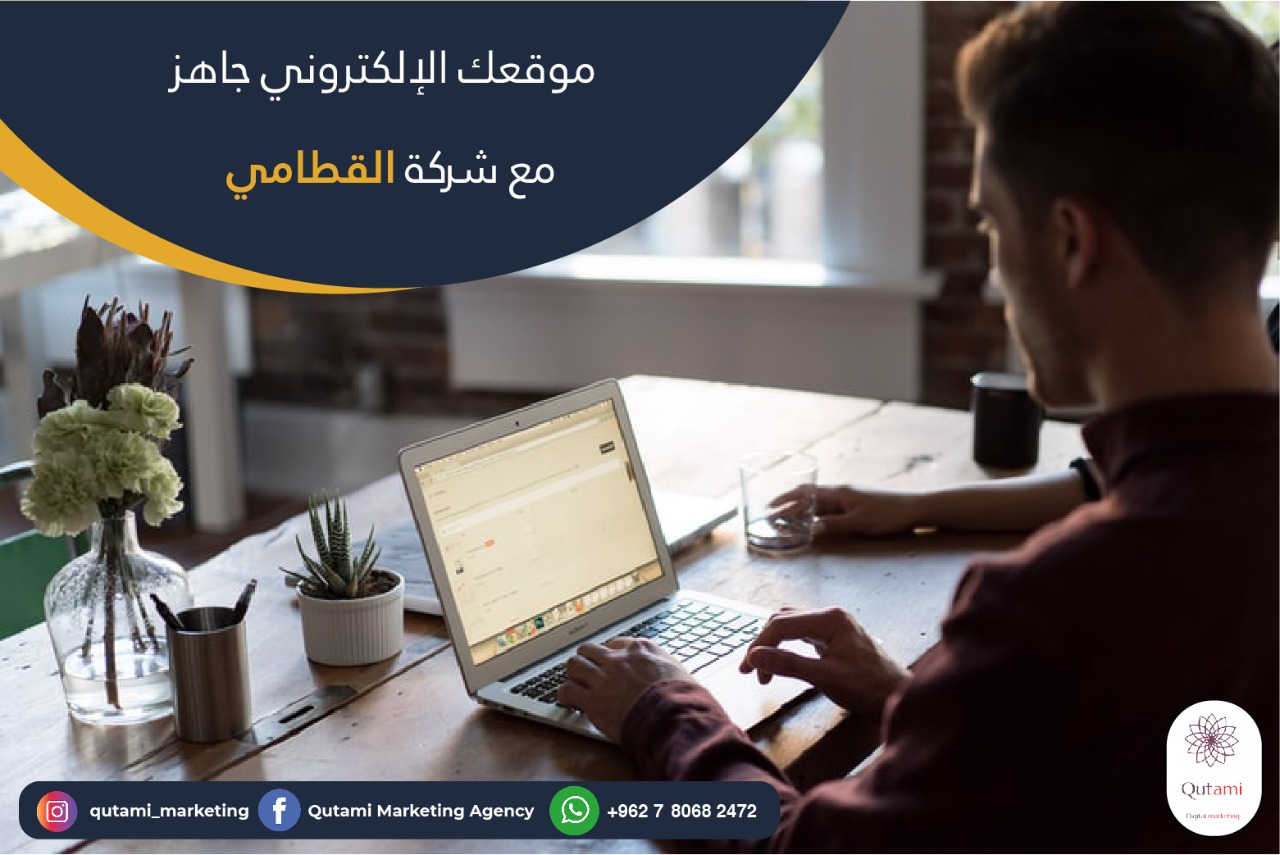 موقعك الإلكتروني جاهز
مع شركة القطامي
qutami_marketing
Qutami Marketing Agency
+962 7 8068 2472
Qutami
Digital marketing